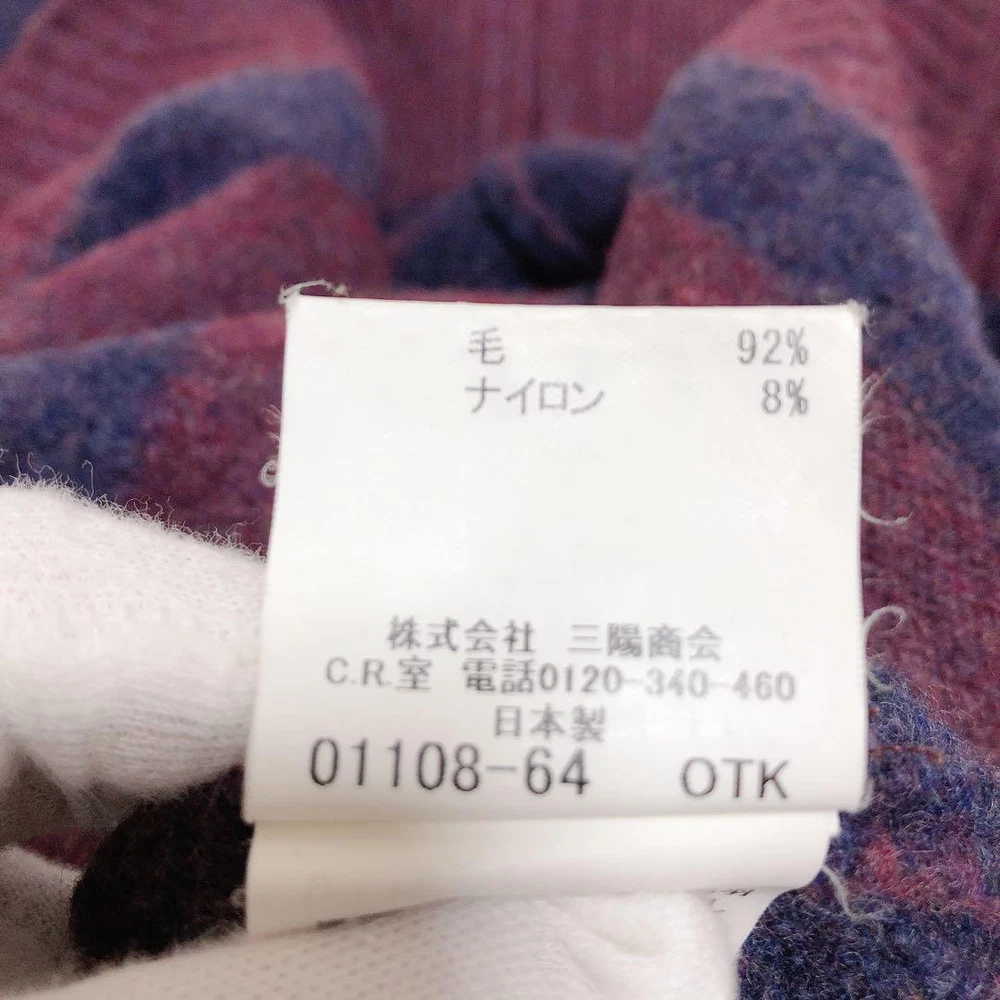 毛 92%
ナイロン 8%
株式会社 三陽商会
C.R.室 電話0120-340-460
日本製
01108-64 OTK